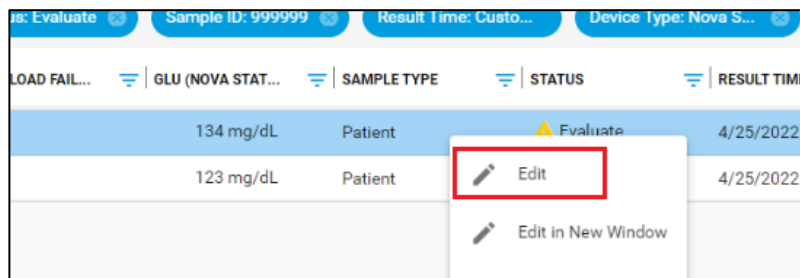 us: Evaluate Sample ID: 999999 Result Time: Custo... Device Type: Nova S...
LOAD FAIL... GLU (NOVA STAT... SAMPLE TYPE STATUS RESULT TIM
134 mg/dL Patient Evaluate 4/25/2022
123 mg/dL Patient 4/25/2022
Edit
Edit in New Window